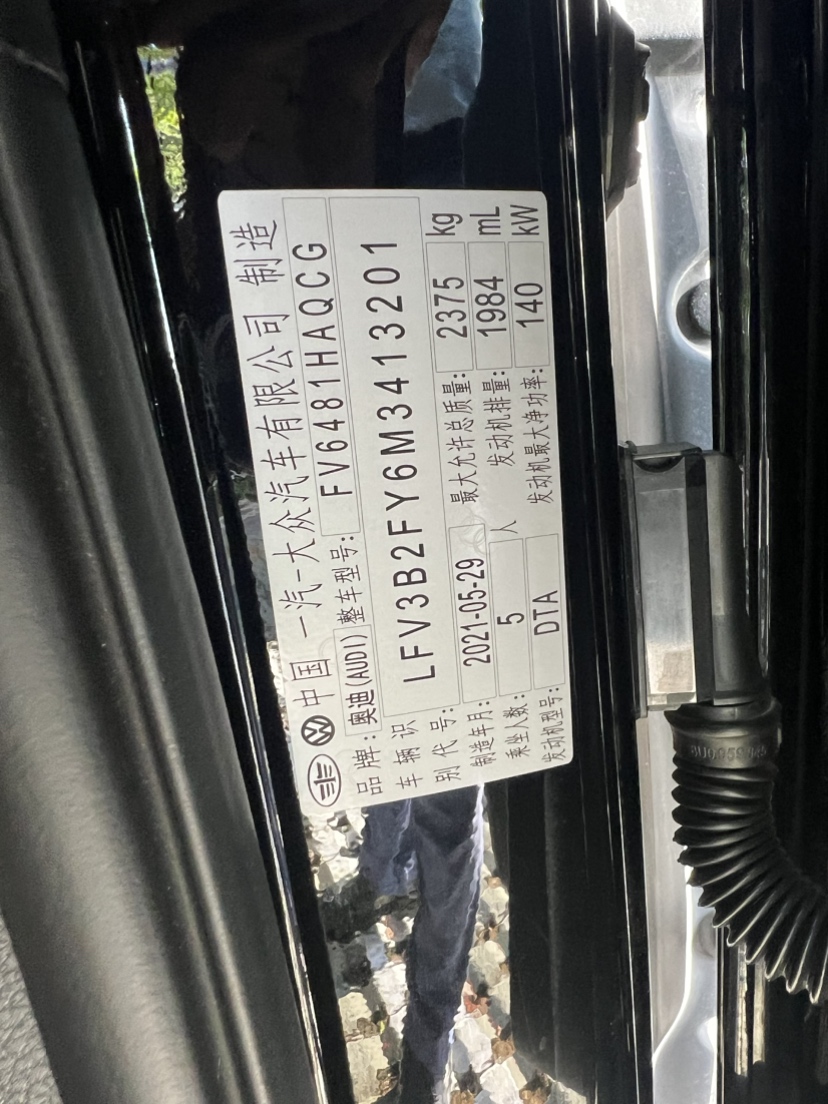 中国 一汽-大众汽车有限公司 制造
品牌: 奥迪(AUDI) 整车型号: FV6481HAQCG
车辆识别代号: LFV3B2FY6M3413201
制造年月: 2021-05-29 最大允许总质量: 2375 kg
乘坐人数: 5 人 发动机排量: 1984 mL
发动机型号: DTA 发动机最大净功率: 140 kW